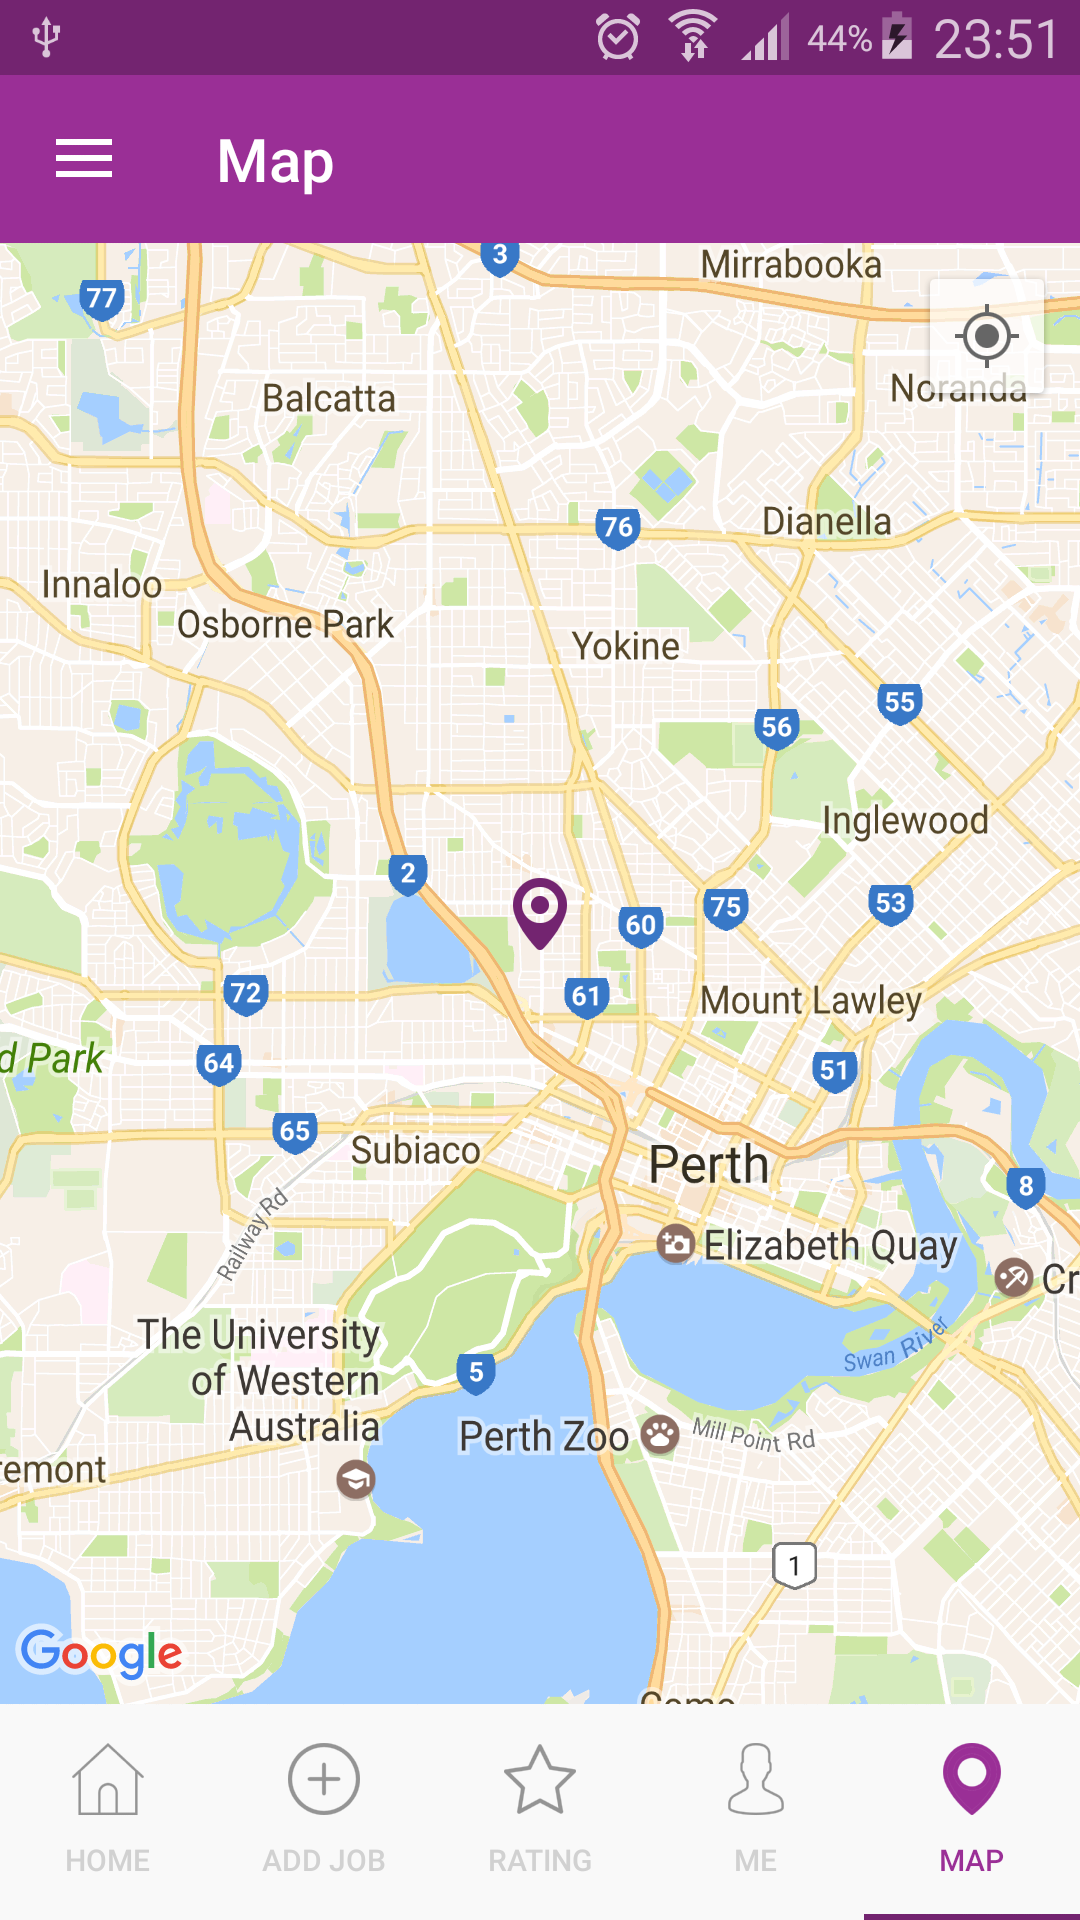 44% 23:51
Map
3
Mirrabooka
77
Balcatta
Noranda
76
Dianella
Innaloo
Osborne Park
Yokine
55
56
Inglewood
2
75
53
60
72
61
Mount Lawley
d Park
64
51
65
Subiaco
Perth
8
Railway Rd
Elizabeth Quay
Cr
The University
of Western
Australia
Swan River
5
Perth Zoo
Mill Point Rd
remont
1
Google
Como
HOME
ADD JOB
RATING
ME
MAP